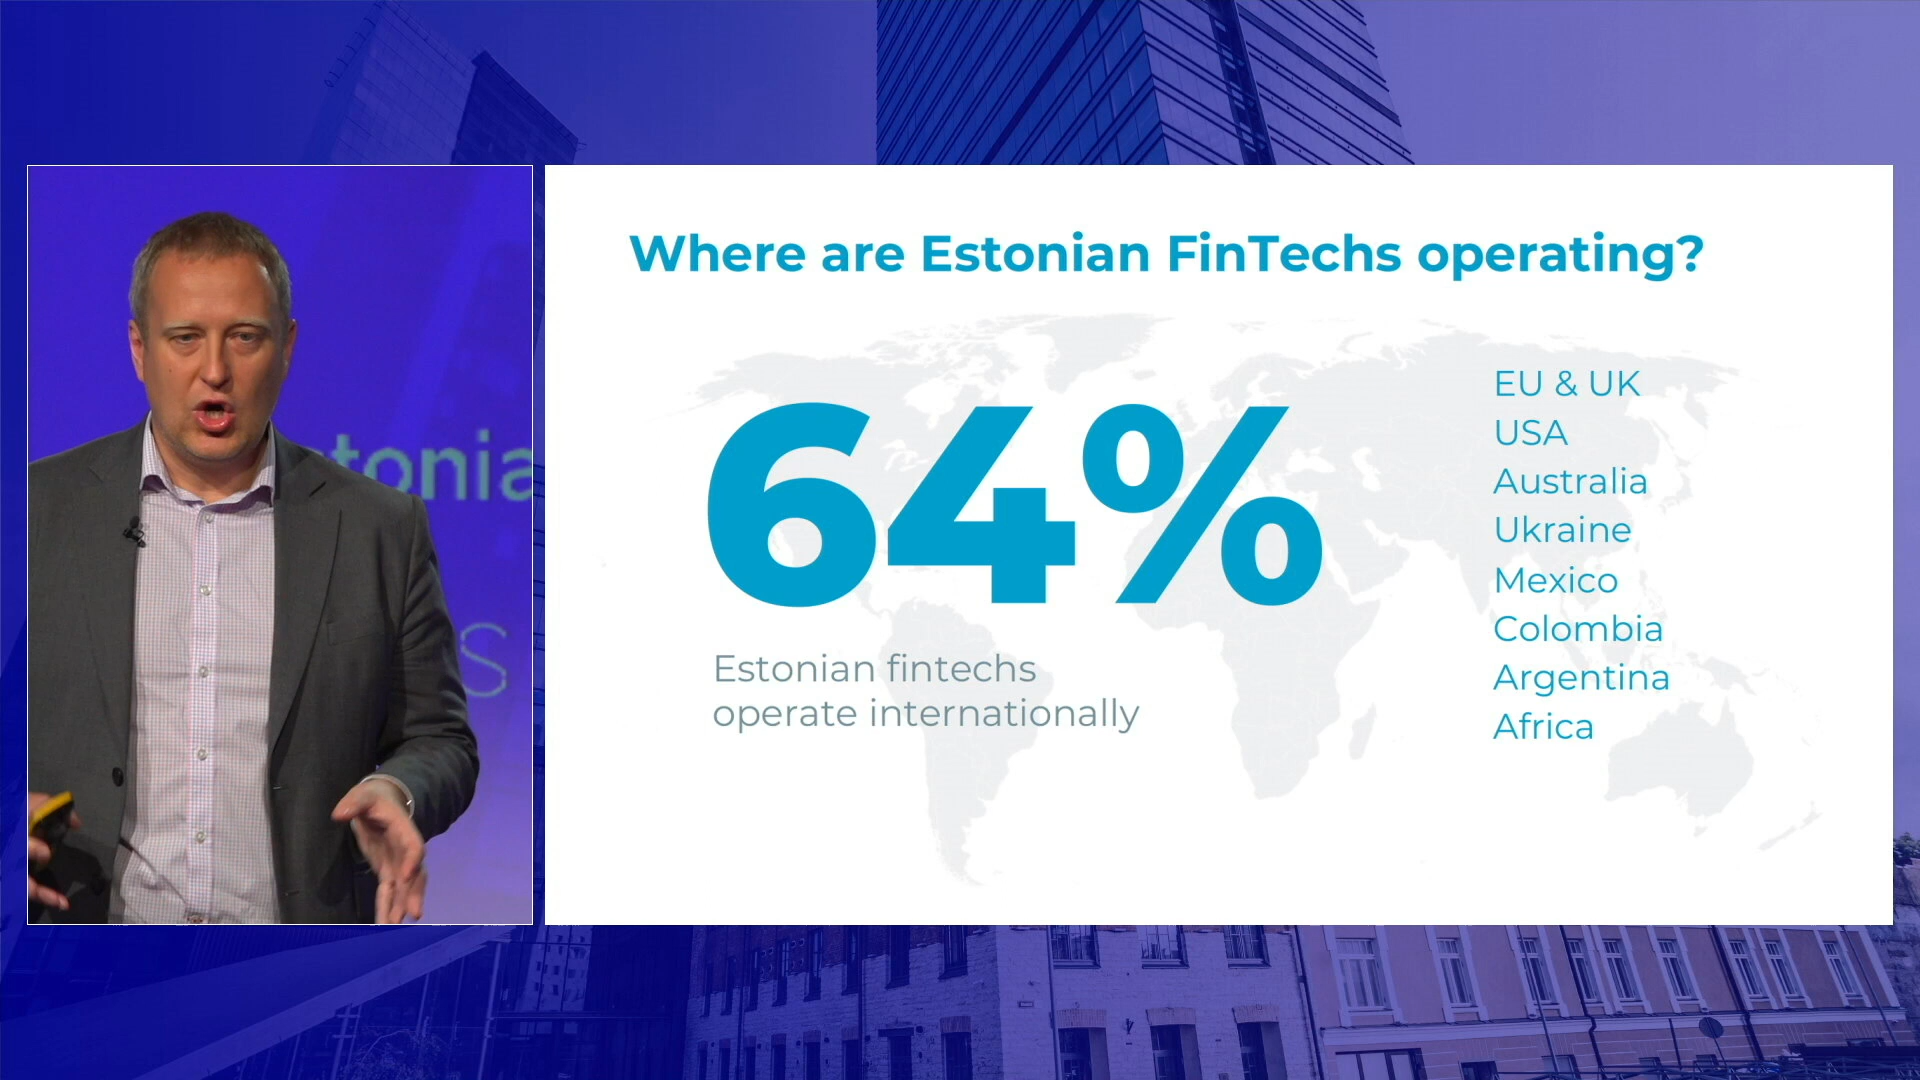 tonia
S
Where are Estonian FinTechs operating?
64%
Estonian fintechs
operate internationally
EU & UK
USA
Australia
Ukraine
Mexico
Colombia
Argentina
Africa